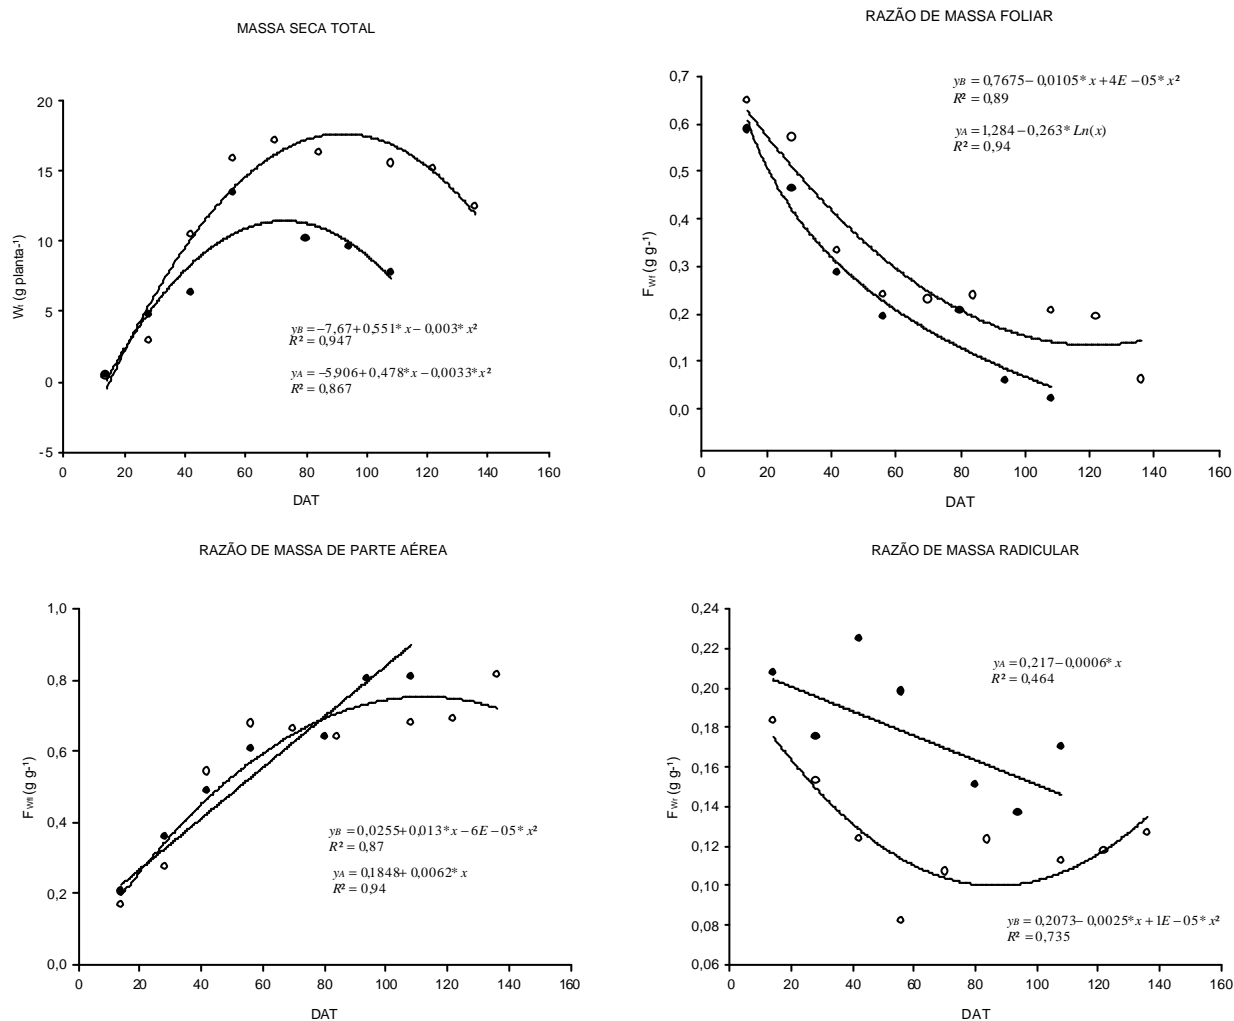 MASSA SECA TOTAL
20
15
10
5
0
-5
0 20 40 60 80 100 120 140 160
Wt (g planta-¹)
DAT
yB = −7,67+0,551* x − 0,003* x²
R² = 0,947
yA = −5,906+0,478* x − 0,0033* x²
R² = 0,867
RAZÃO DE MASSA FOLIAR
0,7
0,6
0,5
0,4
0,3
0,2
0,1
0,0
0 20 40 60 80 100 120 140 160
FWf (g g-¹)
DAT
yB = 0,7675− 0,0105* x + 4E − 05* x²
R² = 0,89
yA = 1,284− 0,263* Ln(x)
R² = 0,94
RAZÃO DE MASSA DE PARTE AÉREA
1,0
0,8
0,6
0,4
0,2
0,0
0 20 40 60 80 100 120 140 160
DAT
yB = 0,0255+ 0,013* x − 6E − 05* x²
R² = 0,87
yA = 0,1848+ 0,0062* x
R² = 0,94
RAZÃO DE MASSA RADICULAR
0,24
0,22
0,20
0,18
0,16
0,14
0,12
0,10
0,08
0,06
0 20 40 60 80 100 120 140 160
FWr (g g-¹)
DAT
yA = 0,217− 0,0006* x
R² = 0,464
yB = 0,2073− 0,0025* x + 1E − 05* x²
R² = 0,735